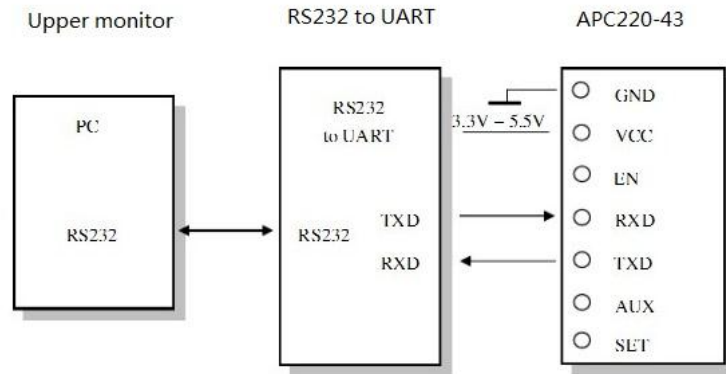 Upper monitor
RS232 to UART
APC220-43
PC
RS232
RS232
to UART
RS232
TXD
RXD
3.3V – 5.5V
GND
VCC
EN
RXD
TXD
AUX
SET